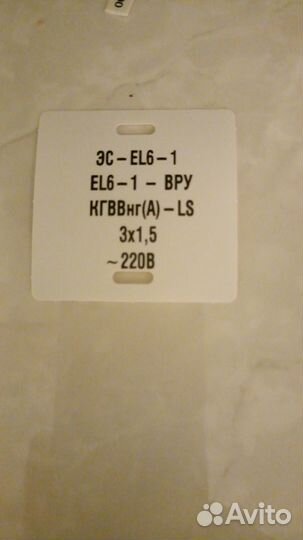 ЭС-EL6-1
EL6-1 - ВРУ
КГВВнг(А)-LS
3х1,5
~220В
Avito